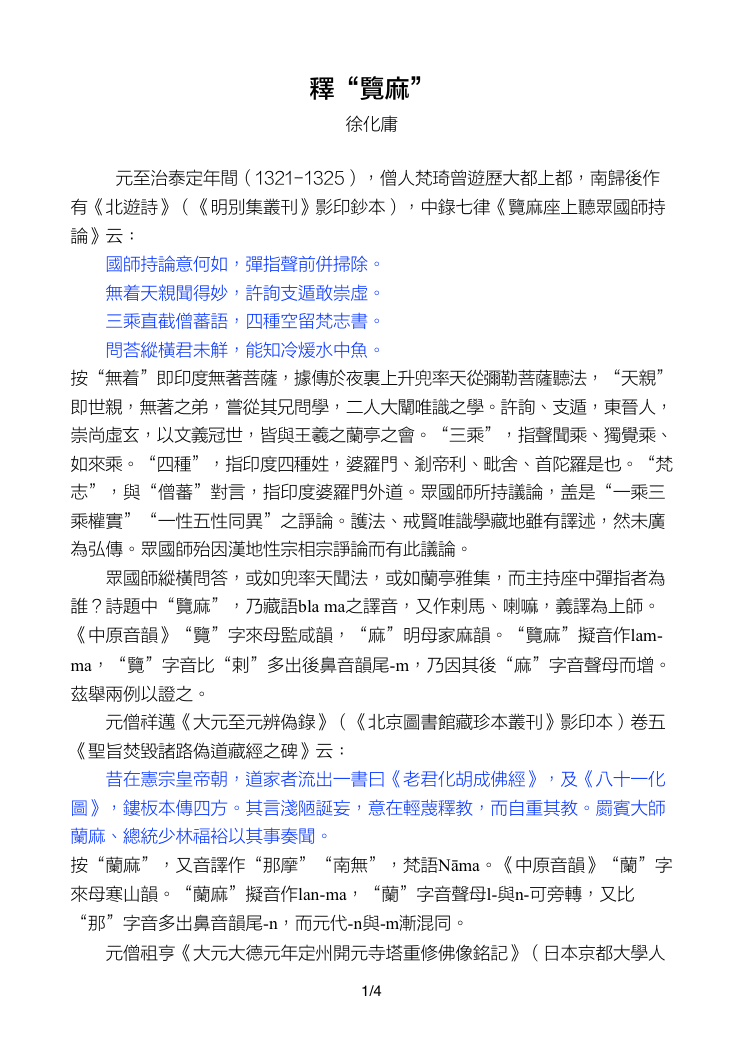 釋“覽麻”
徐化庸
元至治泰定年間（1321-1325），僧人梵琦曾遊歷大都上都，南歸後作
有《北遊詩》（《明別集叢刊》影印鈔本），中錄七律《覽麻座上聽眾國師持
論》云：
國師持論意何如，彈指聲前併掃除。
無着天親聞得妙，許詢支遁敢崇虛。
三乘直截僧蕃語，四種空留梵志書。
問答縱橫君未觧，能知冷煖水中魚。
按“無着”即印度無著菩薩，據傳於夜裏上升兜率天從彌勒菩薩聽法，“天親”
即世親，無著之弟，嘗從其兄問學，二人大闡唯識之學。許詢、支遁，東晉人，
崇尚虛玄，以文義冠世，皆與王羲之蘭亭之會。“三乘”，指聲聞乘、獨覺乘、
如來乘。“四種”，指印度四種姓，婆羅門、剎帝利、毗舍、首陀羅是也。“梵
志”，與“僧蕃”對言，指印度婆羅門外道。眾國師所持議論，盖是“一乘三
乘權實”“一性五性同異”之諍論。護法、戒賢唯識學藏地雖有譯述，然未廣
為弘傳。眾國師殆因漢地性宗相宗諍論而有此議論。
眾國師縱橫問答，或如兜率天聞法，或如蘭亭雅集，而主持座中彈指者為
誰？詩題中“覽麻”，乃藏語bla ma之譯音，又作剌馬、喇嘛，義譯為上師。
《中原音韻》“覽”字來母監咸韻，“麻”明母家麻韻。“覽麻”擬音作lam-
ma，“覽”字音比“剌”多出後鼻音韻尾-m，乃因其後“麻”字音聲母而增。
茲舉兩例以證之。
元僧祥邁《大元至元辨偽錄》（《北京圖書館藏珍本叢刊》影印本）卷五
《聖旨焚毀諸路偽道藏經之碑》云：
昔在憲宗皇帝朝，道家者流出一書曰《老君化胡成佛經》，及《八十一化
圖》，鏤板本傳四方。其言淺陋誕妄，意在輕蔑釋教，而自重其教。罽賓大師
蘭麻、總統少林福裕以其事奏聞。
按“蘭麻”，又音譯作“那摩”“南無”，梵語Nāma。《中原音韻》“蘭”字
來母寒山韻。“蘭麻”擬音作lan-ma，“蘭”字音聲母l-與n-可旁轉，又比
“那”字音多出鼻音韻尾-n，而元代-n與-m漸混同。
元僧祖亨《大元大德元年定州開元寺塔重修佛像銘記》（日本京都大學人
1/4